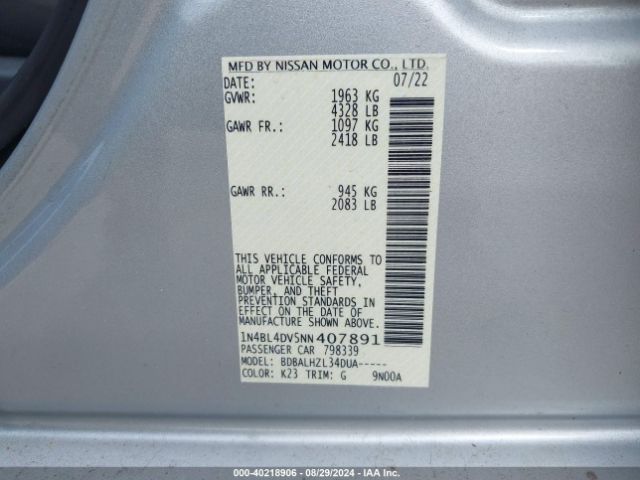 MFD BY NISSAN MOTOR CO., LTD.
DATE: 07/22
GVWR: 1963 KG
4328 LB
GAWR FR.: 1097 KG
2418 LB
GAWR RR.: 945 KG
2083 LB
THIS VEHICLE CONFORMS TO
ALL APPLICABLE FEDERAL
MOTOR VEHICLE SAFETY,
BUMPER, AND THEFT
PREVENTION STANDARDS IN
EFFECT ON THE DATE OF
MANUFACTURE SHOWN ABOVE.
1N4BL4DV5NN407891
PASSENGER CAR 798339
MODEL: BDBALHZL34DUA-----
COLOR: K23 TRIM: G 9N00A
000-40218906 - 08/29/2024 - IAA Inc.